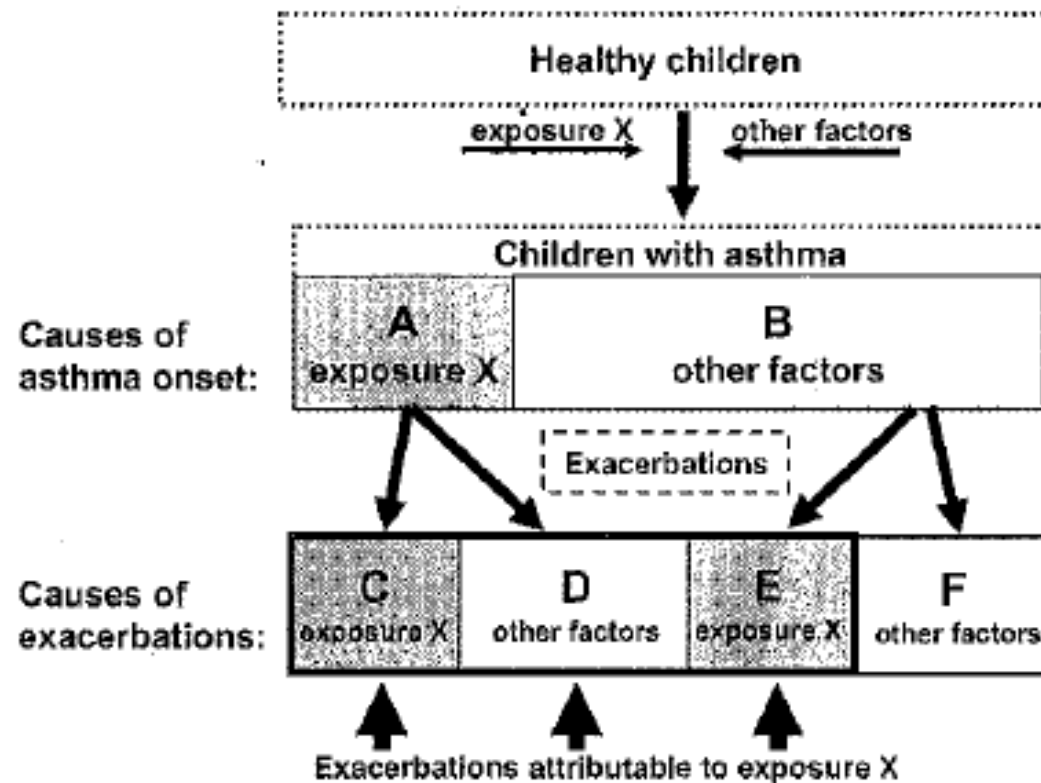 Healthy children
exposure X other factors
Children with asthma
Causes of
asthma onset:
A
exposure X
B
other factors
Exacerbations
Causes of
exacerbations:
C
exposure X
D
other factors
E
exposure X
F
other factors
Exacerbations attributable to exposure X